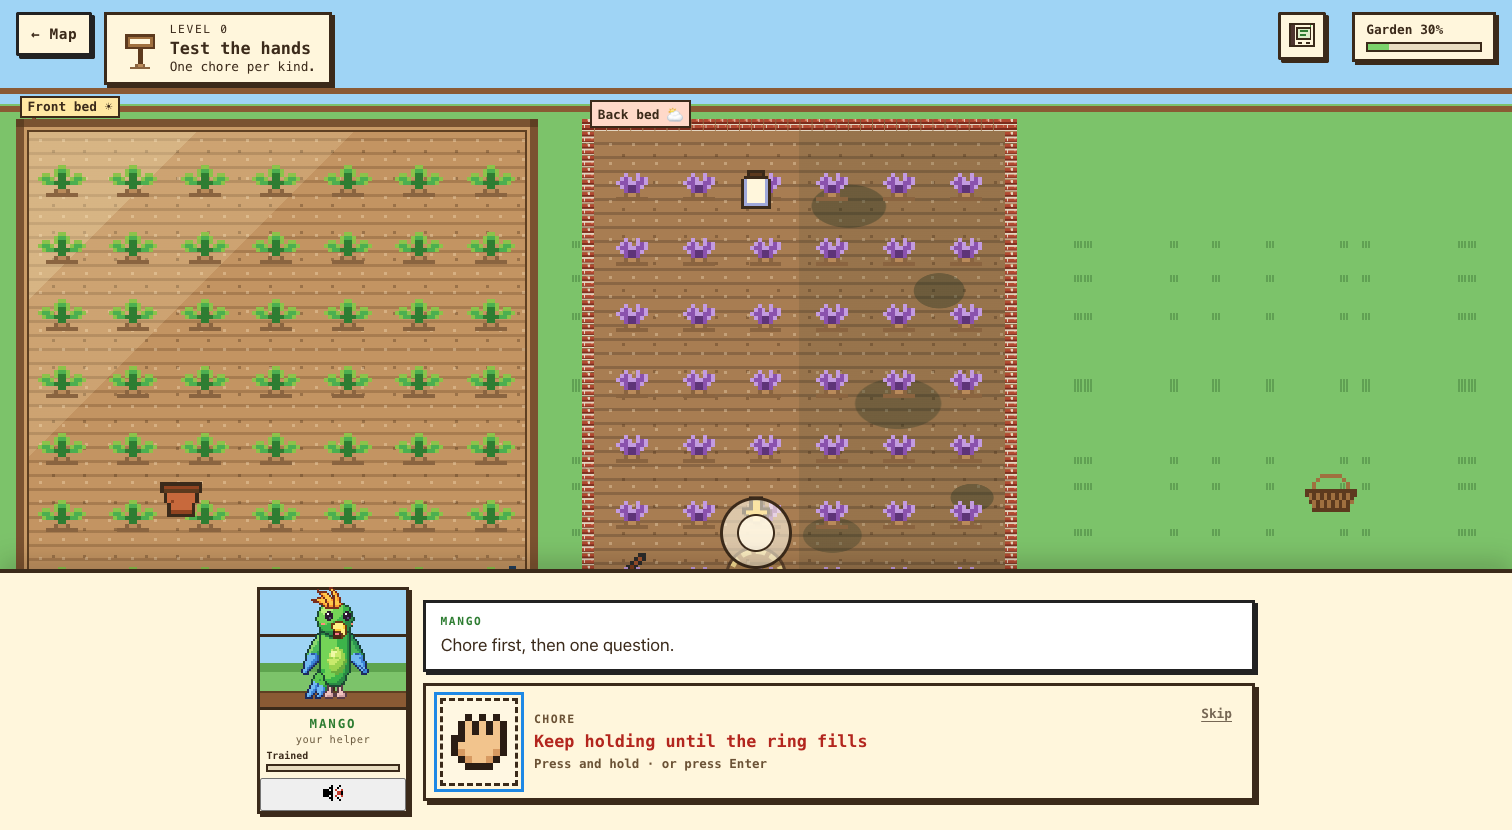 ← Map
LEVEL 0
Test the hands
One chore per kind.
Garden 30%
Front bed ☀
Back bed ⛅
MANGO
your helper
Trained
MANGO
Chore first, then one question.
CHORE
Keep holding until the ring fills
Press and hold · or press Enter
Skip